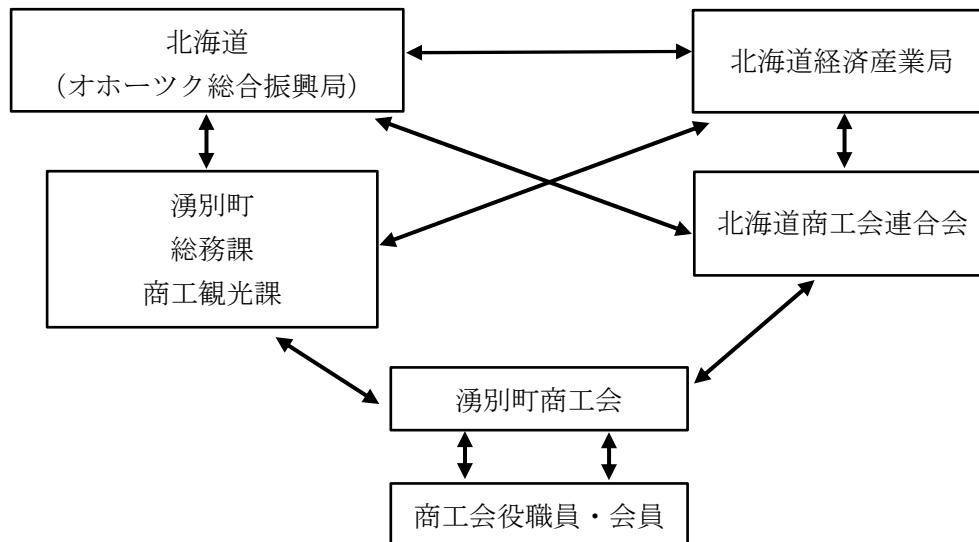 北海道
(オホーツク総合振興局)
北海道経済産業局
湧別町
総務課
商工観光課
北海道商工会連合会
湧別町商工会
商工会役職員・会員